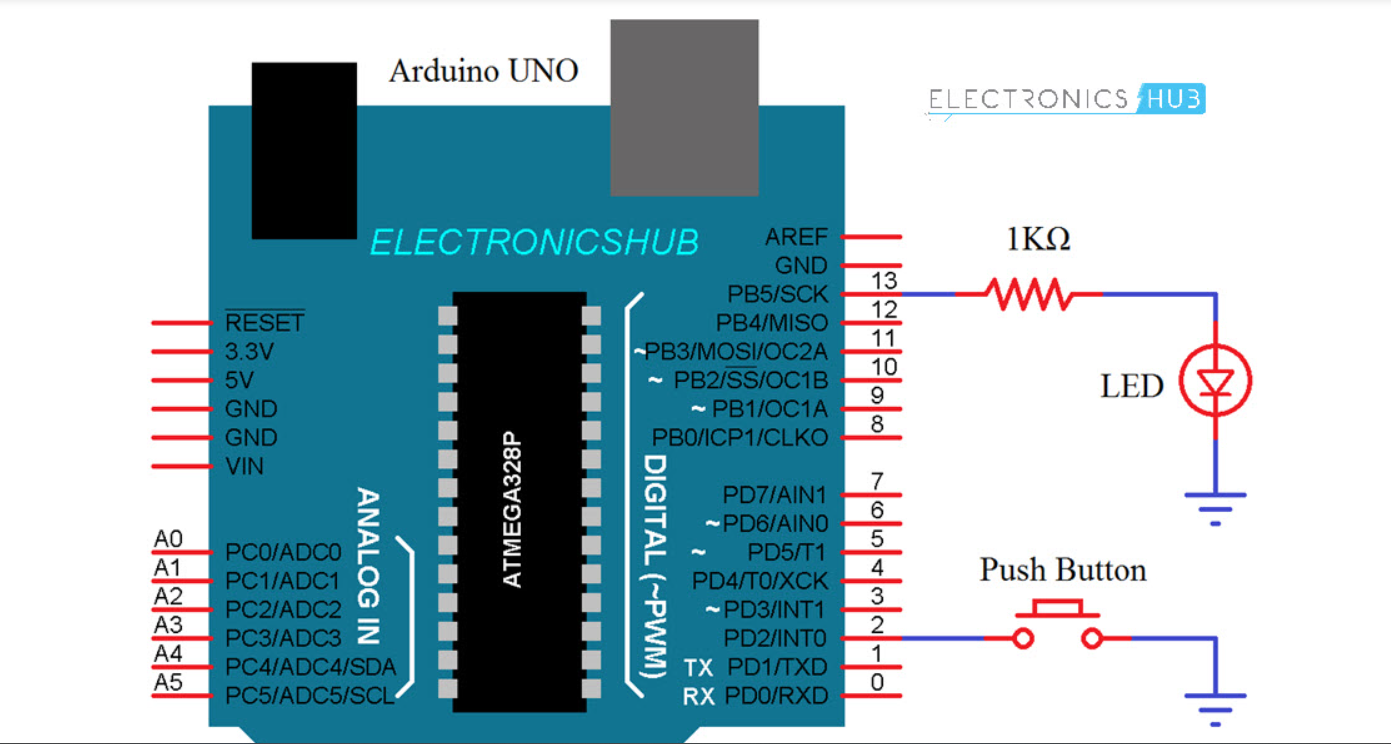 Arduino UNO
ELECTRONICS HUB
ELECTRONICSHUB
1KΩ
AREF
GND
PB5/SCK 13
PB4/MISO 12
~PB3/MOSI/OC2A 11
~ PB2/SS/OC1B 10
~ PB1/OC1A 9
PB0/ICP1/CLKO 8
PD7/AIN1 7
~PD6/AIN0 6
~ PD5/T1 5
PD4/T0/XCK 4
~PD3/INT1 3
PD2/INT0 2
TX PD1/TXD 1
RX PD0/RXD 0
RESET
3.3V
5V
GND
GND
VIN
A0 PC0/ADC0
A1 PC1/ADC1
A2 PC2/ADC2
A3 PC3/ADC3
A4 PC4/ADC4/SDA
A5 PC5/ADC5/SCL
ANALOG IN
ATMEGA328P
DIGITAL (~PWM)
LED
Push Button